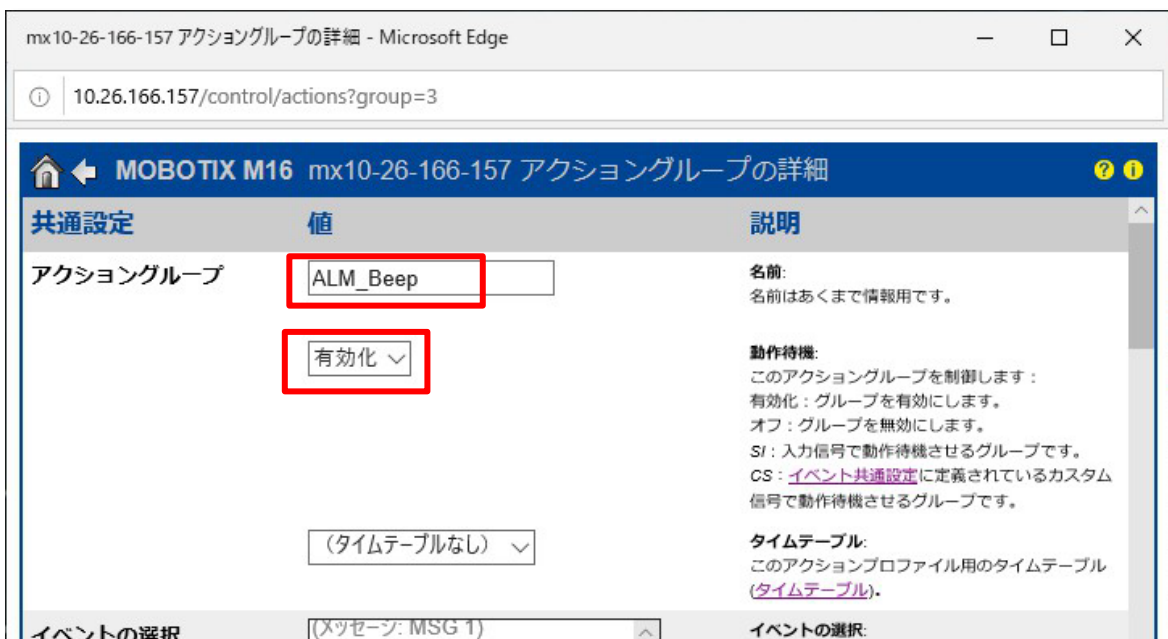 mx10-26-166-157 アクショングループの詳細 - Microsoft Edge
10.26.166.157/control/actions?group=3
MOBOTIX M16 mx10-26-166-157 アクショングループの詳細
共通設定 値 説明
アクショングループ ALM_Beep 名前:
名前はあくまで情報用です。
有効化 動作待機:
このアクショングループを制御します：
有効化：グループを有効にします。
オフ：グループを無効にします。
SI：入力信号で動作待機させるグループです。
CS：イベント共通設定に定義されているカスタム
信号で動作待機させるグループです。
（タイムテーブルなし） タイムテーブル:
このアクションプロファイル用のタイムテーブル
(タイムテーブル).
イベントの選択 (メッセージ: MSG 1) イベントの選択: